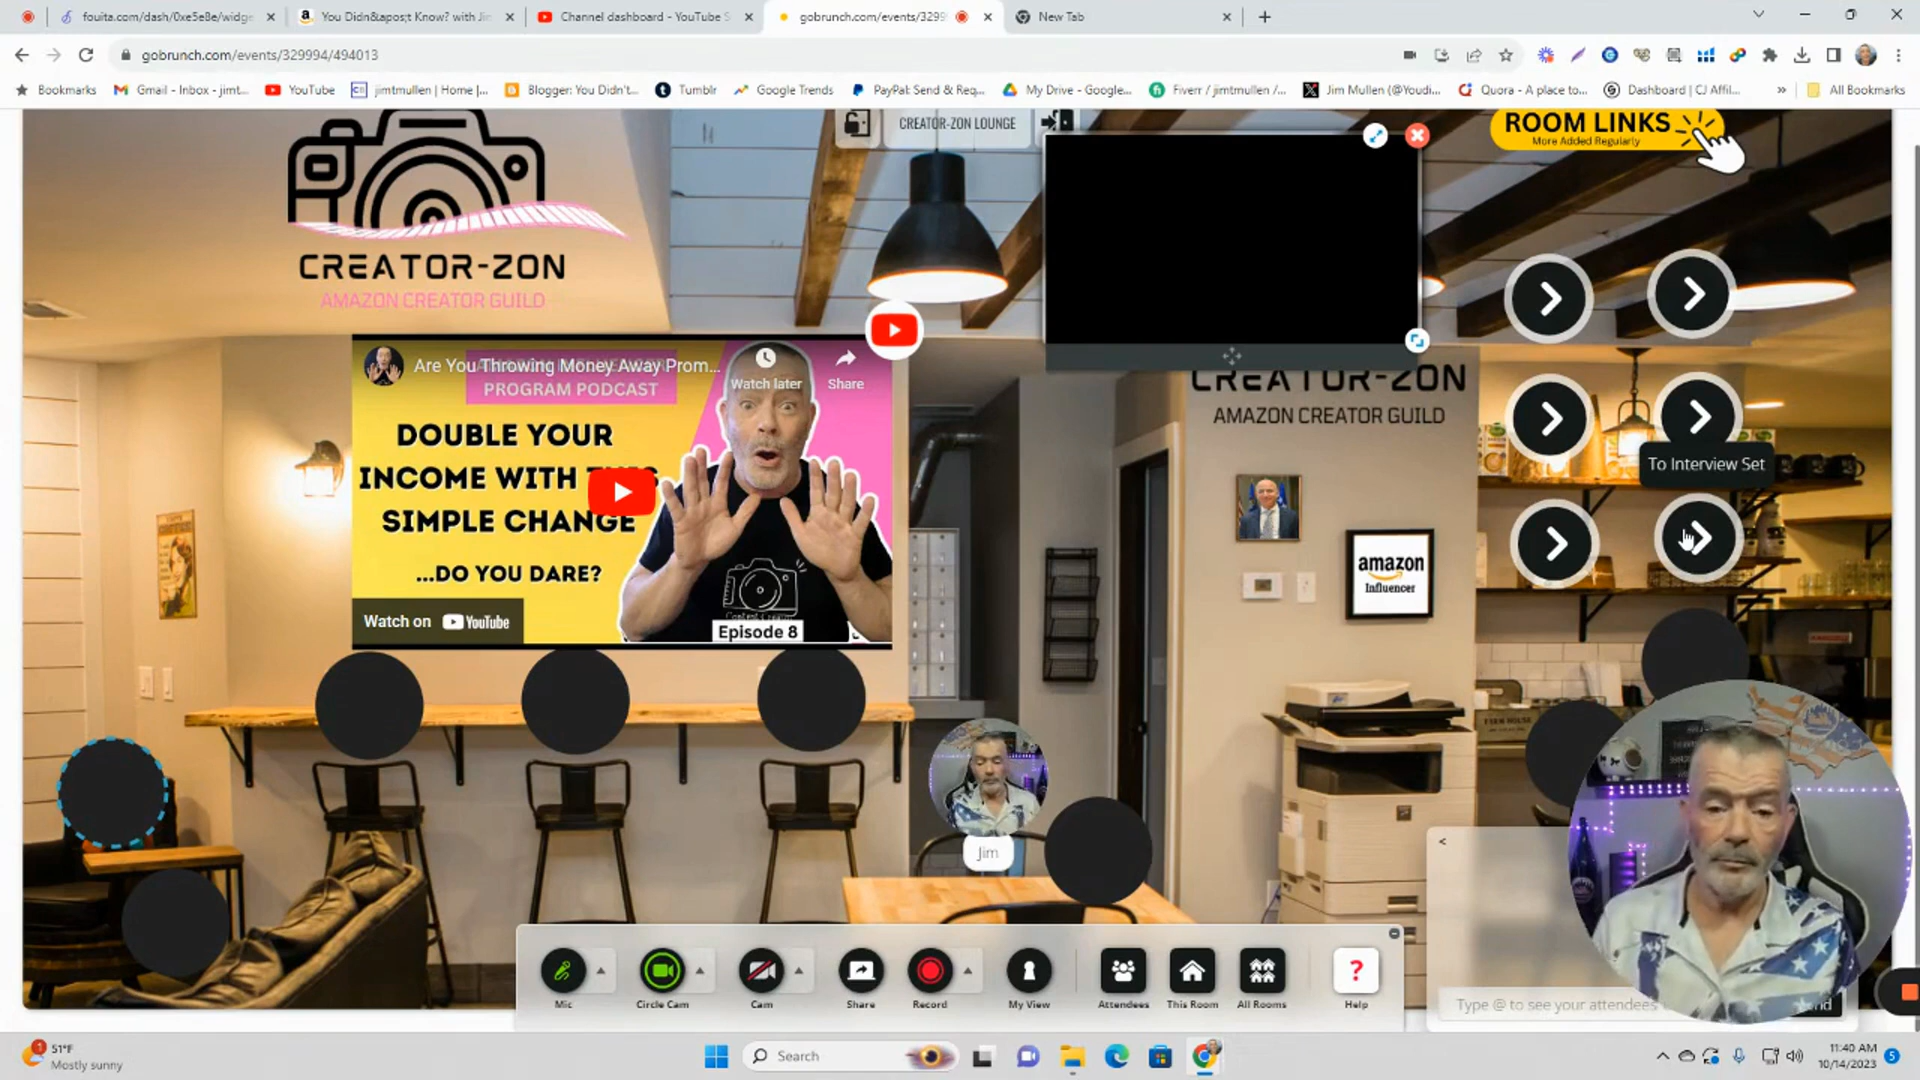 fouita.com/dash/0xe5e8e/widge
You Didn&apos;t Know? with Jin
Channel dashboard - YouTube S
gobrunch.com/events/3299
New Tab
gobrunch.com/events/329994/494013
Bookmarks
Gmail - Inbox - jimt...
YouTube
jimtmullen | Home |...
Blogger: You Didn't...
Tumblr
Google Trends
PayPal: Send & Req...
My Drive - Google...
Fiverr / jimtmullen /...
Jim Mullen (@Youdi...
Quora - A place to...
Dashboard | CJ Affil...
All Bookmarks
CREATOR-ZON LOUNGE
ROOM LINKS
More Added Regularly
CREATOR-ZON
AMAZON CREATOR GUILD
Are You Throwing Money Away Prom...
Watch later
Share
PROGRAM PODCAST
DOUBLE YOUR
INCOME WITH THIS
SIMPLE CHANGE
...DO YOU DARE?
Watch on YouTube
Episode 8
CREATOR-ZON
AMAZON CREATOR GUILD
To Interview Set
amazon
Influencer
Jim
<
Type @ to see your attendees
Mic
Circle Cam
Cam
Share
Record
My View
Attendees
This Room
All Rooms
?
Help
1
51°F
Mostly sunny
Search
11:40 AM
10/14/2023
5